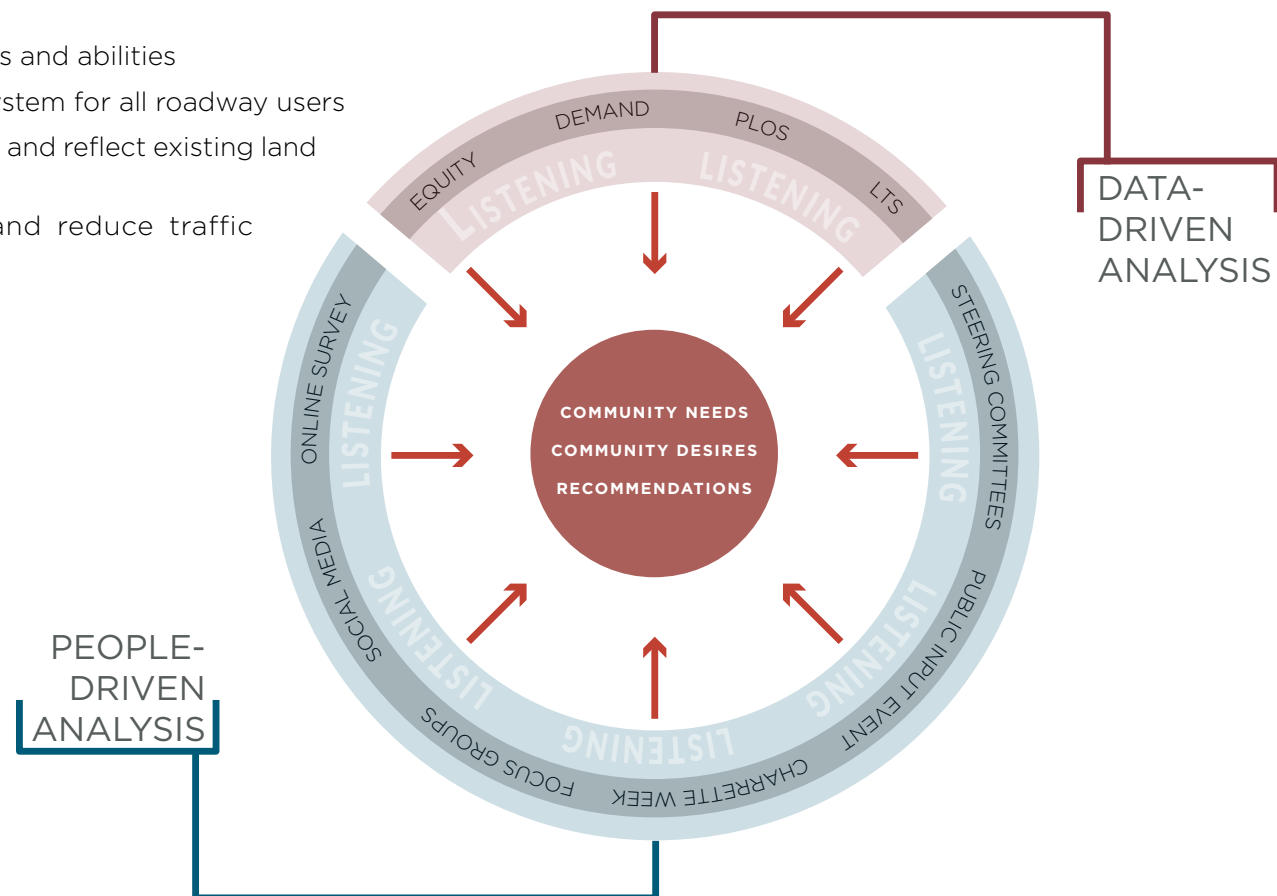 s and abilities
ystem for all roadway users
and reflect existing land
and reduce traffic
EQUITY
DEMAND
PLOS
LTS
LISTENING
LISTENING
DATA-
DRIVEN
ANALYSIS
ONLINE SURVEY
SOCIAL MEDIA
FOCUS GROUPS
CHARRETTE WEEK
PUBLIC INPUT EVENT
STEERING COMMITTEES
LISTENING
LISTENING
LISTENING
LISTENING
LISTENING
COMMUNITY NEEDS
COMMUNITY DESIRES
RECOMMENDATIONS
PEOPLE-
DRIVEN
ANALYSIS